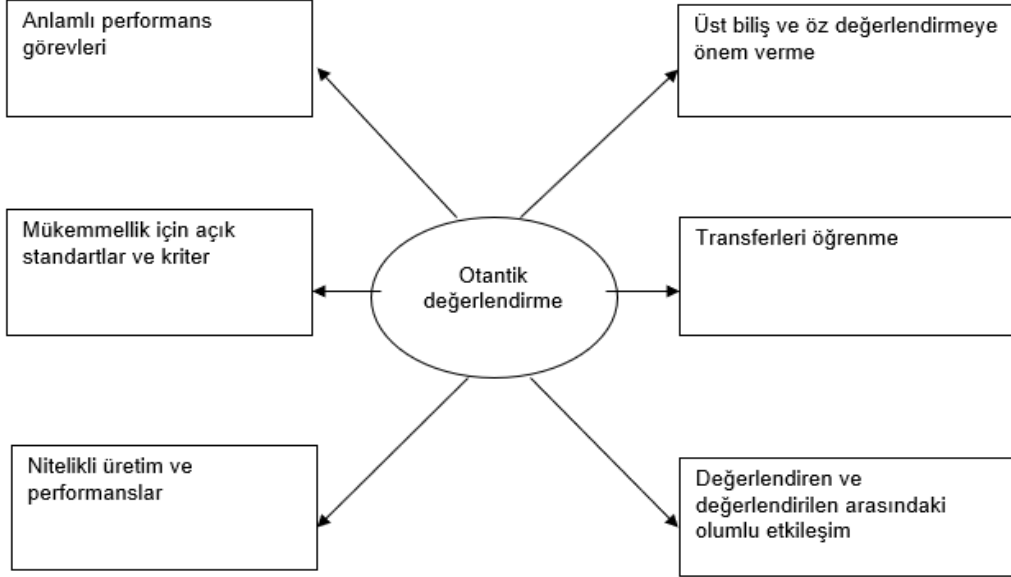 Anlamlı performans
görevleri
Üst biliş ve öz değerlendirmeye
önem verme
Mükemmellik için açık
standartlar ve kriter
Otantik
değerlendirme
Transferleri öğrenme
Nitelikli üretim ve
performanslar
Değerlendiren ve
değerlendirilen arasındaki
olumlu etkileşim